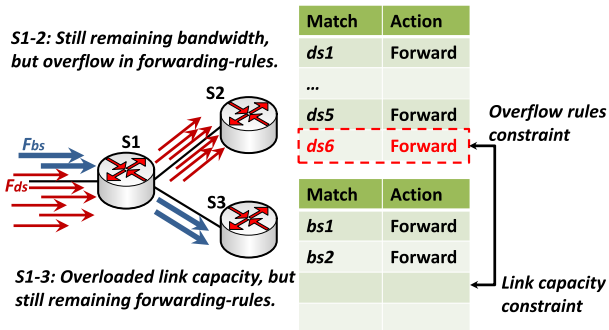 S1-2: Still remaining bandwidth,
but overflow in forwarding-rules.
S2
Fbs
S1
Fds
S3
S1-3: Overloaded link capacity, but
still remaining forwarding-rules.
Match Action
ds1 Forward
...
ds5 Forward
ds6 Forward
Match Action
bs1 Forward
bs2 Forward
Overflow rules
constraint
Link capacity
constraint